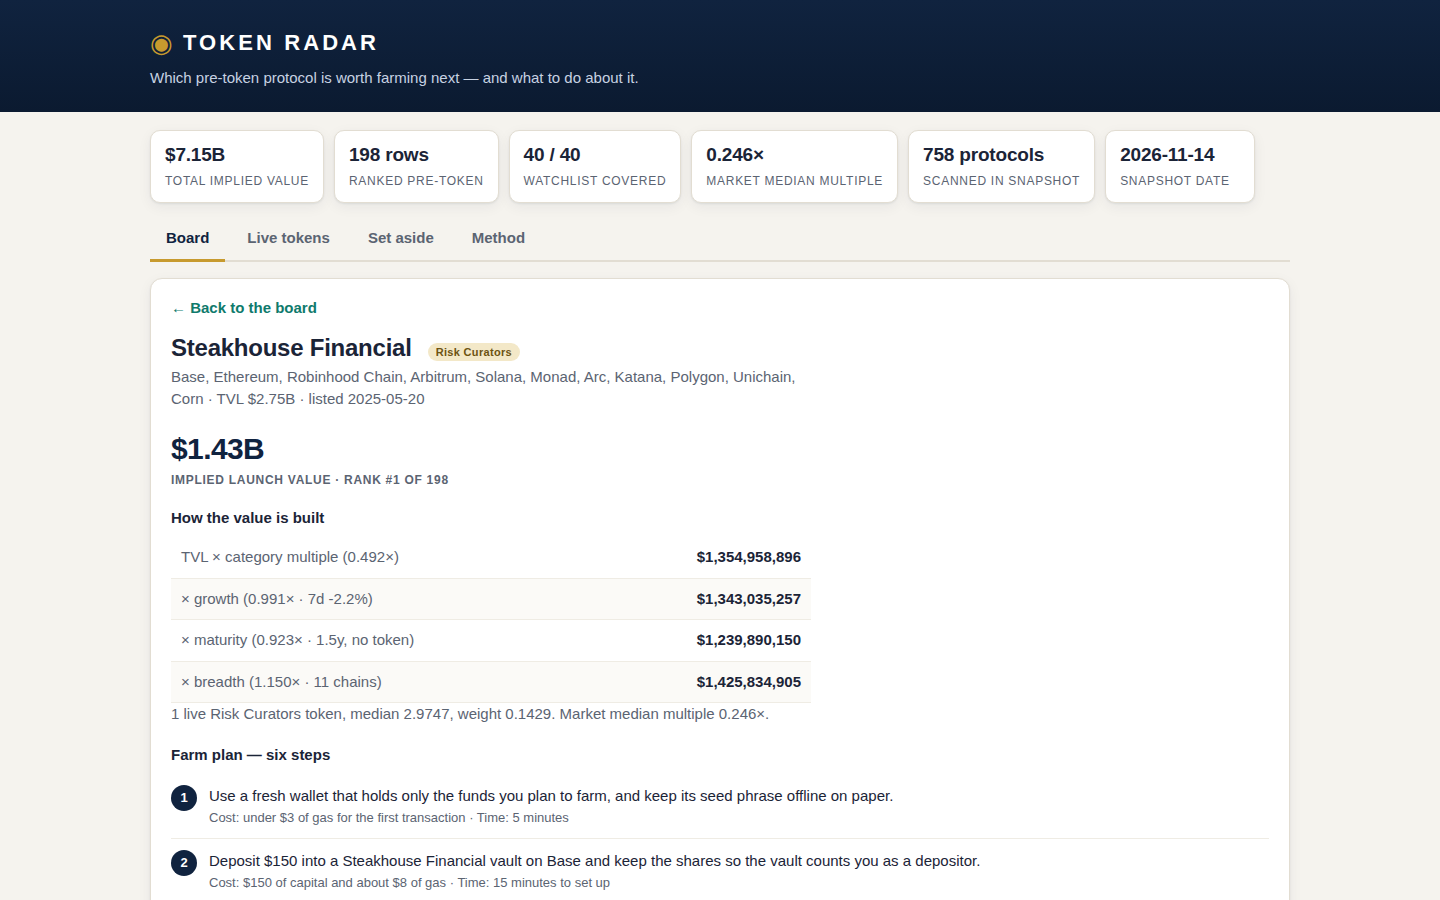 ◉ TOKEN RADAR
Which pre-token protocol is worth farming next — and what to do about it.
$7.15B
TOTAL IMPLIED VALUE
198 rows
RANKED PRE-TOKEN
40 / 40
WATCHLIST COVERED
0.246×
MARKET MEDIAN MULTIPLE
758 protocols
SCANNED IN SNAPSHOT
2026-11-14
SNAPSHOT DATE
Board Live tokens Set aside Method
← Back to the board
Steakhouse Financial Risk Curators
Base, Ethereum, Robinhood Chain, Arbitrum, Solana, Monad, Arc, Katana, Polygon, Unichain,
Corn · TVL $2.75B · listed 2025-05-20
$1.43B
IMPLIED LAUNCH VALUE · RANK #1 OF 198
How the value is built
TVL × category multiple (0.492×) $1,354,958,896
× growth (0.991× · 7d -2.2%) $1,343,035,257
× maturity (0.923× · 1.5y, no token) $1,239,890,150
× breadth (1.150× · 11 chains) $1,425,834,905
1 live Risk Curators token, median 2.9747, weight 0.1429. Market median multiple 0.246×.
Farm plan — six steps
1 Use a fresh wallet that holds only the funds you plan to farm, and keep its seed phrase offline on paper.
Cost: under $3 of gas for the first transaction · Time: 5 minutes
2 Deposit $150 into a Steakhouse Financial vault on Base and keep the shares so the vault counts you as a depositor.
Cost: $150 of capital and about $8 of gas · Time: 15 minutes to set up